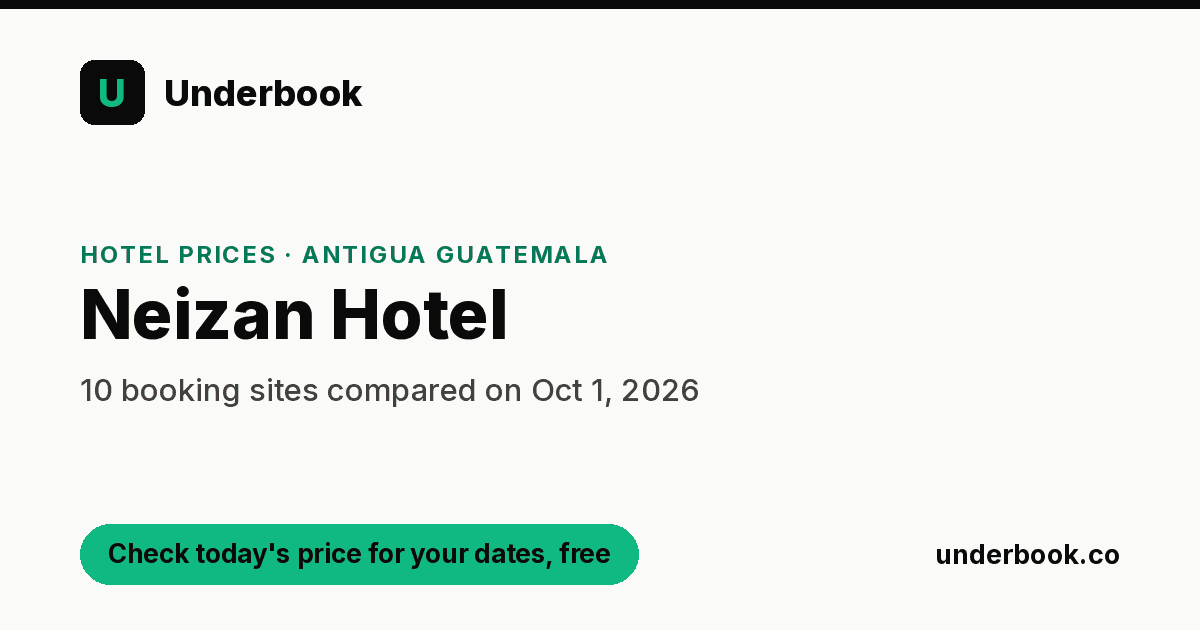 U Underbook
HOTEL PRICES · ANTIGUA GUATEMALA
Neizan Hotel
10 booking sites compared on Oct 1, 2026
Check today's price for your dates, free
underbook.co